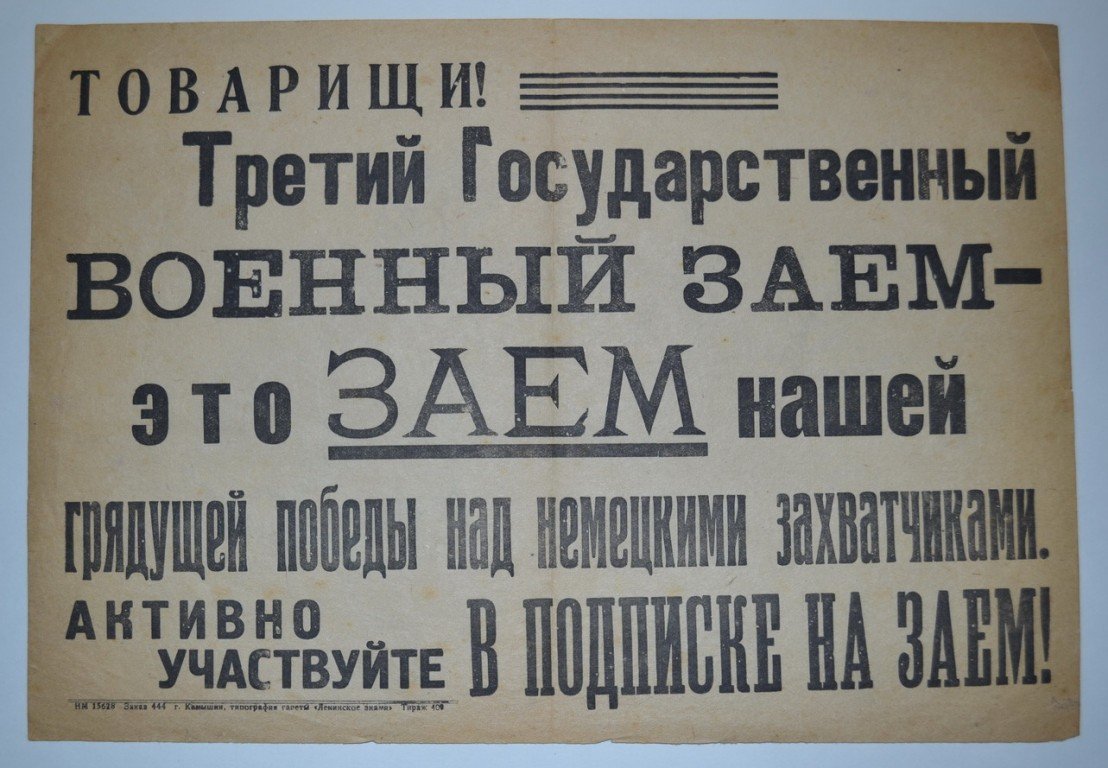 ТОВАРИЩИ!
Третий Государственный
ВОЕННЫЙ ЗАЕМ—
это ЗАЕМ нашей
грядущей победы над немецкими захватчиками.
АКТИВНО
УЧАСТВУЙТЕ В ПОДПИСКЕ НА ЗАЕМ!
НМ 15628 Заказ 444 г. Камышин, типография газеты «Ленинское знамя» Тираж 400